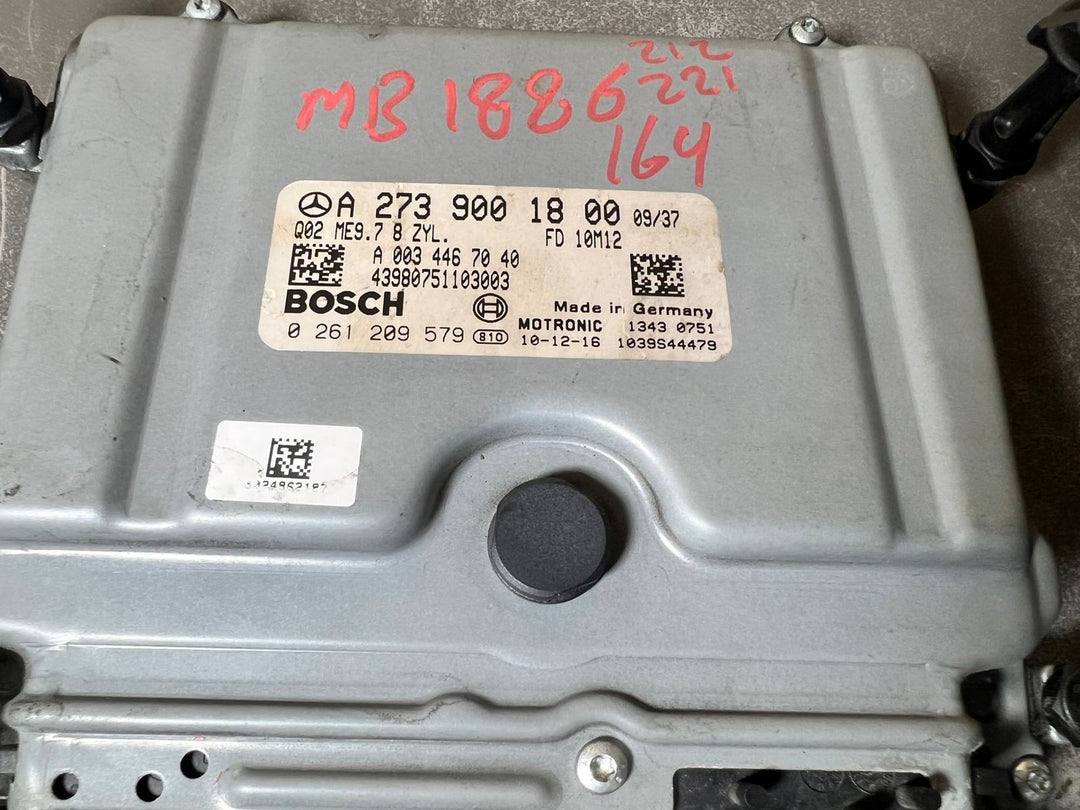 212
MB 1886 221
164
A 273 900 18 00 09/37
Q02 ME9.7 8 ZYL. FD 10M12
A 003 446 70 40
43980751103003
BOSCH Made in Germany
MOTRONIC 1343 0751
0 261 209 579 810 10-12-16 1039S44479